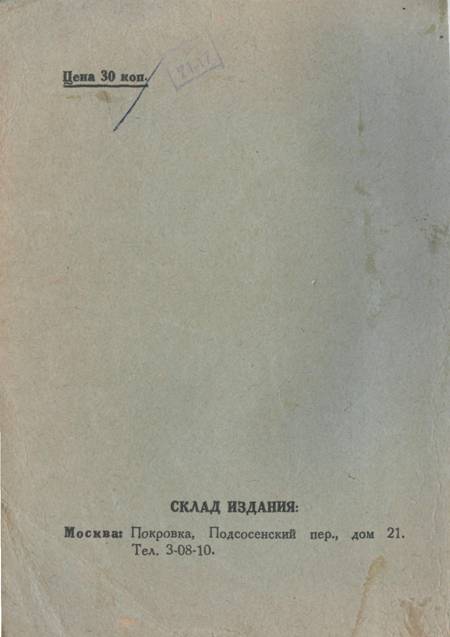 Цена 30 коп.
СКЛАД ИЗДАНИЯ:
Москва: Покровка, Подсосенский пер., дом 21.
Тел. 3-08-10.